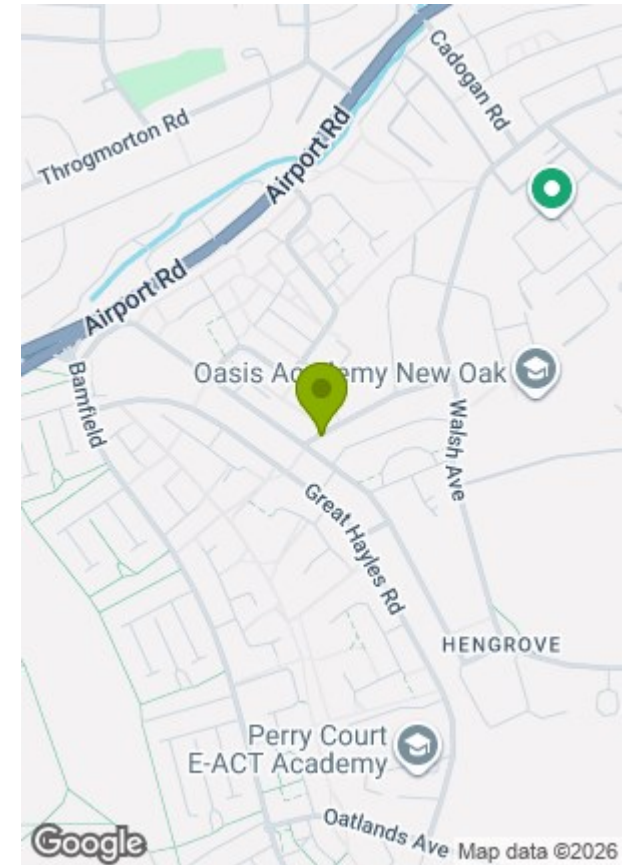 Cadogan Rd
Throgmorton Rd
Airport Rd
Airport Rd
Bamfield
Oasis Academy New Oak
Walsh Ave
Great Hayles Rd
HENGROVE
Perry Court
E-ACT Academy
Oatlands Ave
Google
Map data ©2026